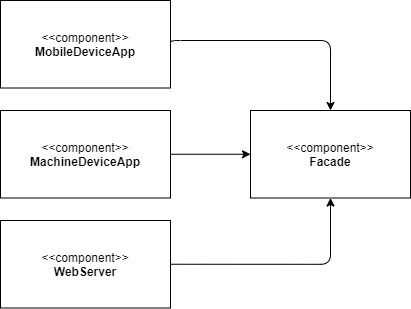 <<component>>
MobileDeviceApp
<<component>>
MachineDeviceApp
<<component>>
Facade
<<component>>
WebServer